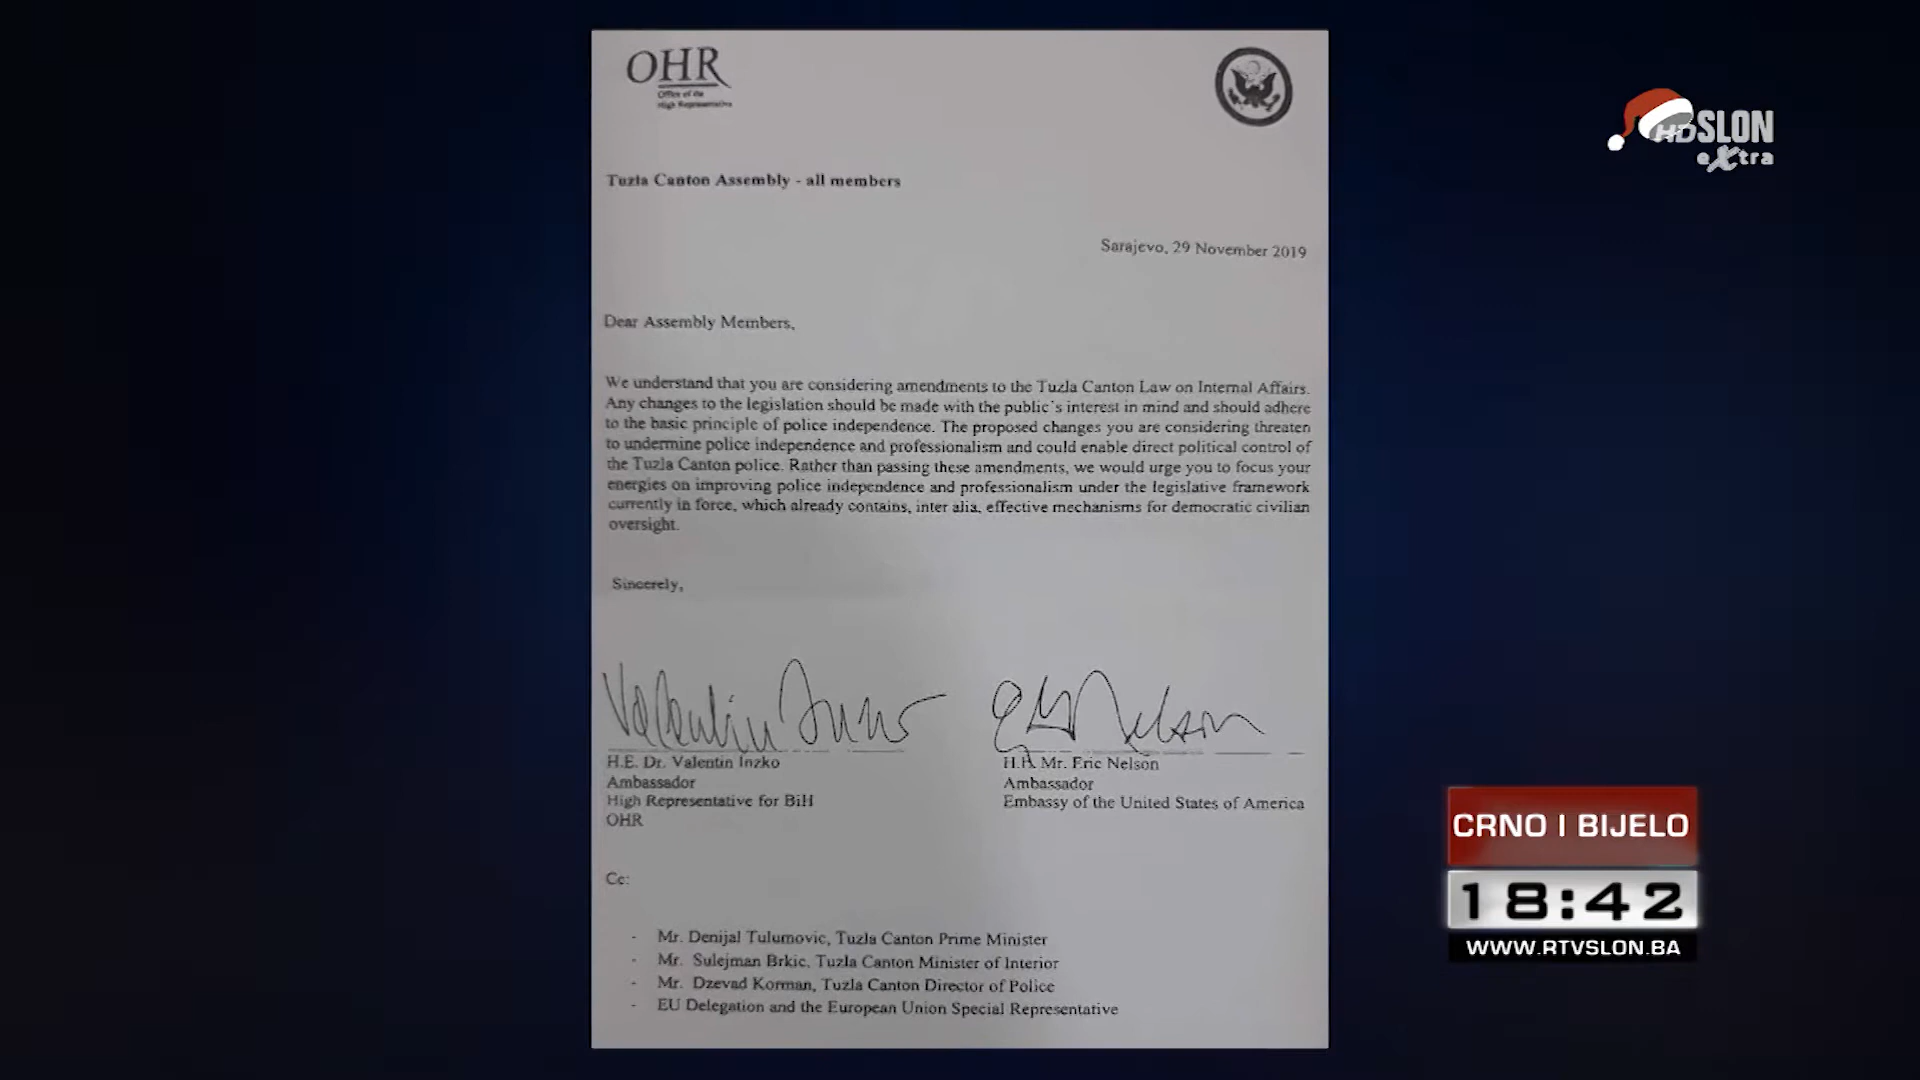 OHR
Office of the
High Representative
HD SLON
eXtra
Tuzla Canton Assembly - all members
Sarajevo, 29 November 2019
Dear Assembly Members,
We understand that you are considering amendments to the Tuzla Canton Law on Internal Affairs.
Any changes to the legislation should be made with the public's interest in mind and should adhere
to the basic principle of police independence. The proposed changes you are considering threaten
to undermine police independence and professionalism and could enable direct political control of
the Tuzla Canton police. Rather than passing these amendments, we would urge you to focus your
energies on improving police independence and professionalism under the legislative framework
currently in force, which already contains, inter alia, effective mechanisms for democratic civilian
oversight.
Sincerely,
Valentin Inzko
H.E. Dr. Valentin Inzko
Ambassador
High Representative for BiH
OHR
Nelson
H.H. Mr. Eric Nelson
Ambassador
Embassy of the United States of America
Cc:
- Mr. Denijal Tulumovic, Tuzla Canton Prime Minister
- Mr. Sulejman Brkic, Tuzla Canton Minister of Interior
- Mr. Dzevad Korman, Tuzla Canton Director of Police
- EU Delegation and the European Union Special Representative
CRNO I BIJELO
18:42
WWW.RTVSLON.BA